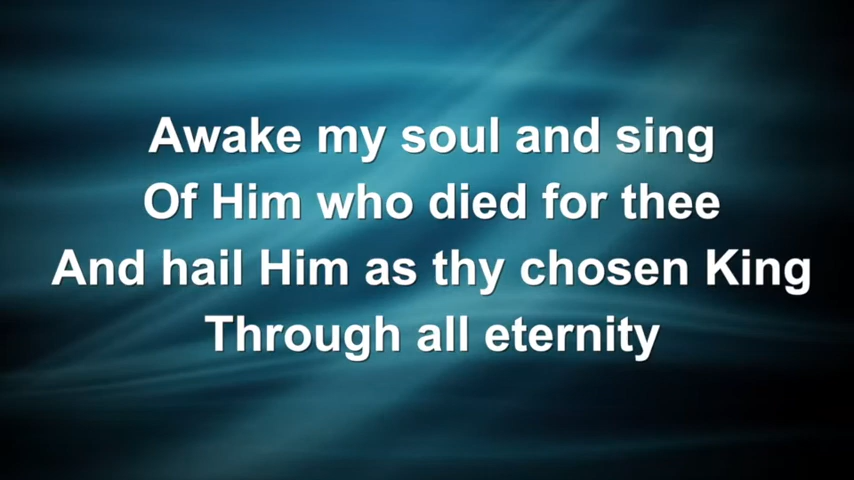 Awake my soul and sing
Of Him who died for thee
And hail Him as thy chosen King
Through all eternity